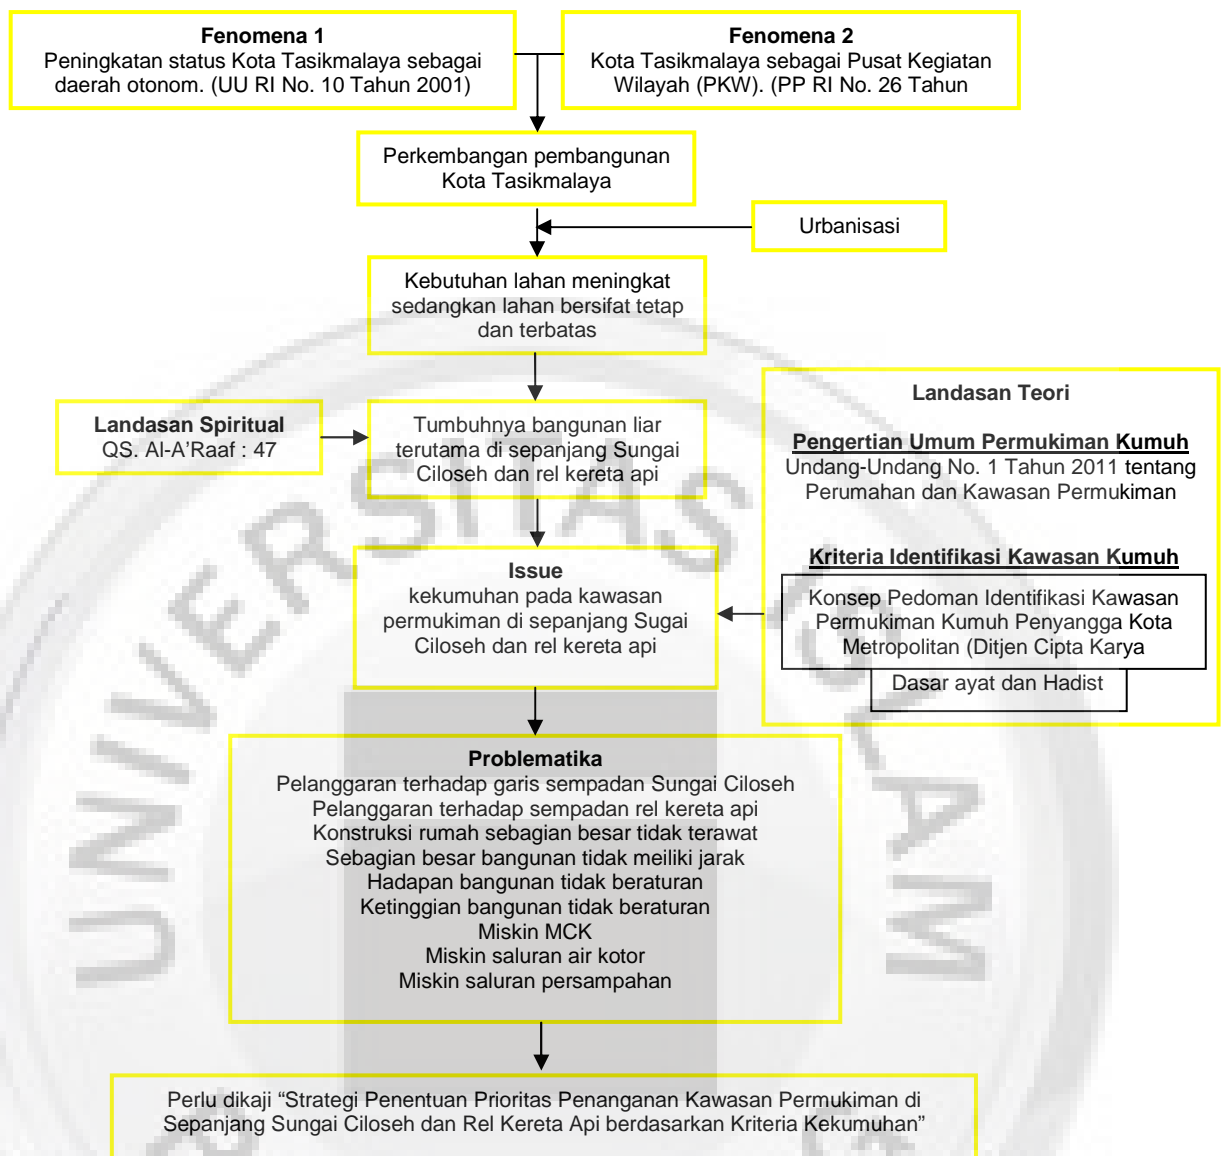 Fenomena 1
Peningkatan status Kota Tasikmalaya sebagai
daerah otonom. (UU RI No. 10 Tahun 2001)
Fenomena 2
Kota Tasikmalaya sebagai Pusat Kegiatan
Wilayah (PKW). (PP RI No. 26 Tahun
Perkembangan pembangunan
Kota Tasikmalaya
Urbanisasi
Kebutuhan lahan meningkat
sedangkan lahan bersifat tetap
dan terbatas
Landasan Spiritual
QS. Al-A’Raaf : 47
Tumbuhnya bangunan liar
terutama di sepanjang Sungai
Ciloseh dan rel kereta api
Landasan Teori
Pengertian Umum Permukiman Kumuh
Undang-Undang No. 1 Tahun 2011 tentang
Perumahan dan Kawasan Permukiman
Kriteria Identifikasi Kawasan Kumuh
Konsep Pedoman Identifikasi Kawasan
Permukiman Kumuh Penyangga Kota
Metropolitan (Ditjen Cipta Karya
Dasar ayat dan Hadist
Issue
kekumuhan pada kawasan
permukiman di sepanjang Sugai
Ciloseh dan rel kereta api
Problematika
Pelanggaran terhadap garis sempadan Sungai Ciloseh
Pelanggaran terhadap sempadan rel kereta api
Konstruksi rumah sebagian besar tidak terawat
Sebagian besar bangunan tidak meiliki jarak
Hadapan bangunan tidak beraturan
Ketinggian bangunan tidak beraturan
Miskin MCK
Miskin saluran air kotor
Miskin saluran persampahan
Perlu dikaji “Strategi Penentuan Prioritas Penanganan Kawasan Permukiman di
Sepanjang Sungai Ciloseh dan Rel Kereta Api berdasarkan Kriteria Kekumuhan”
UNIVERSITAS ISLAM